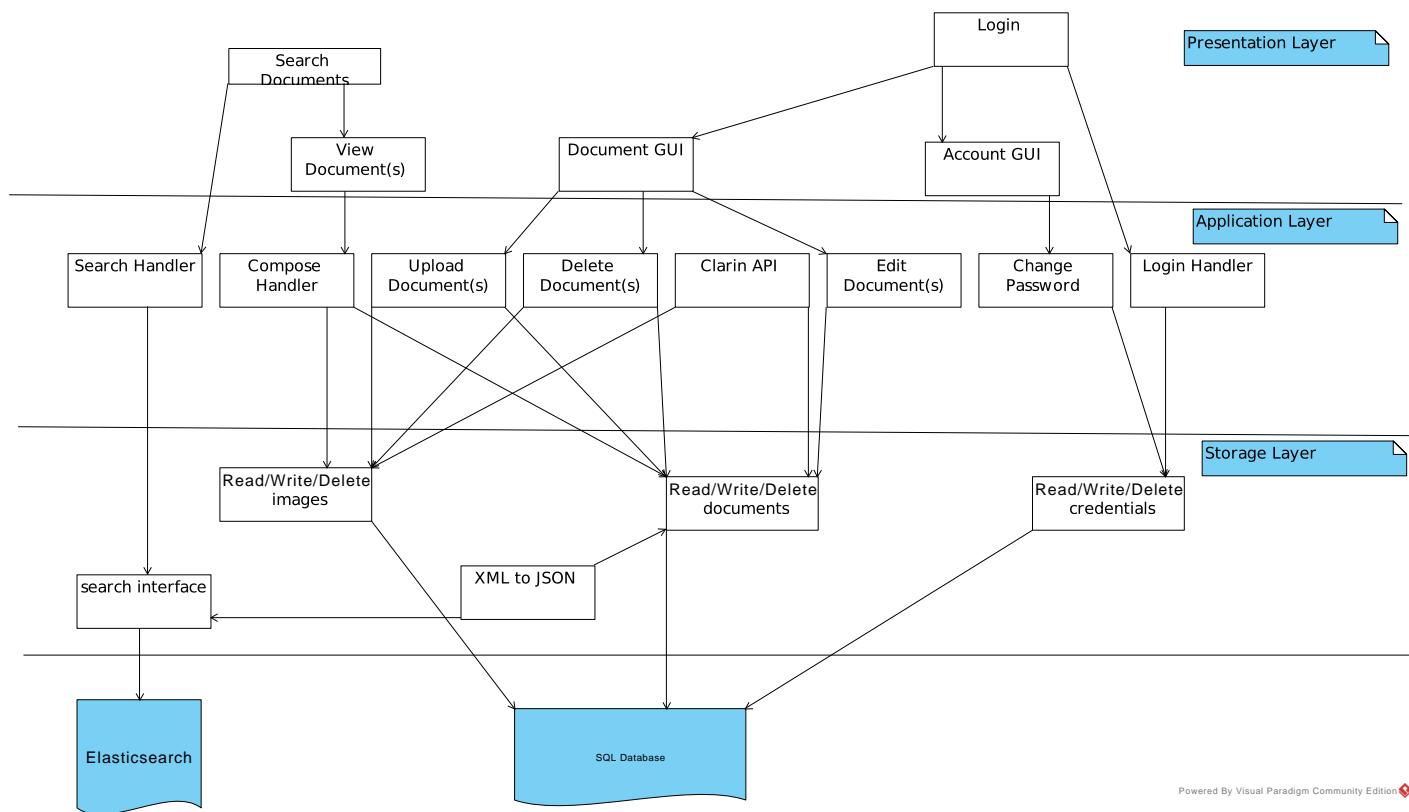 Login
Presentation Layer
Search
Documents
View
Document(s)
Document GUI
Account GUI
Application Layer
Search Handler
Compose
Handler
Upload
Document(s)
Delete
Document(s)
Clarin API
Edit
Document(s)
Change
Password
Login Handler
Storage Layer
Read/Write/Delete
images
Read/Write/Delete
documents
Read/Write/Delete
credentials
search interface
XML to JSON
Elasticsearch
SQL Database
Powered By Visual Paradigm Community Edition